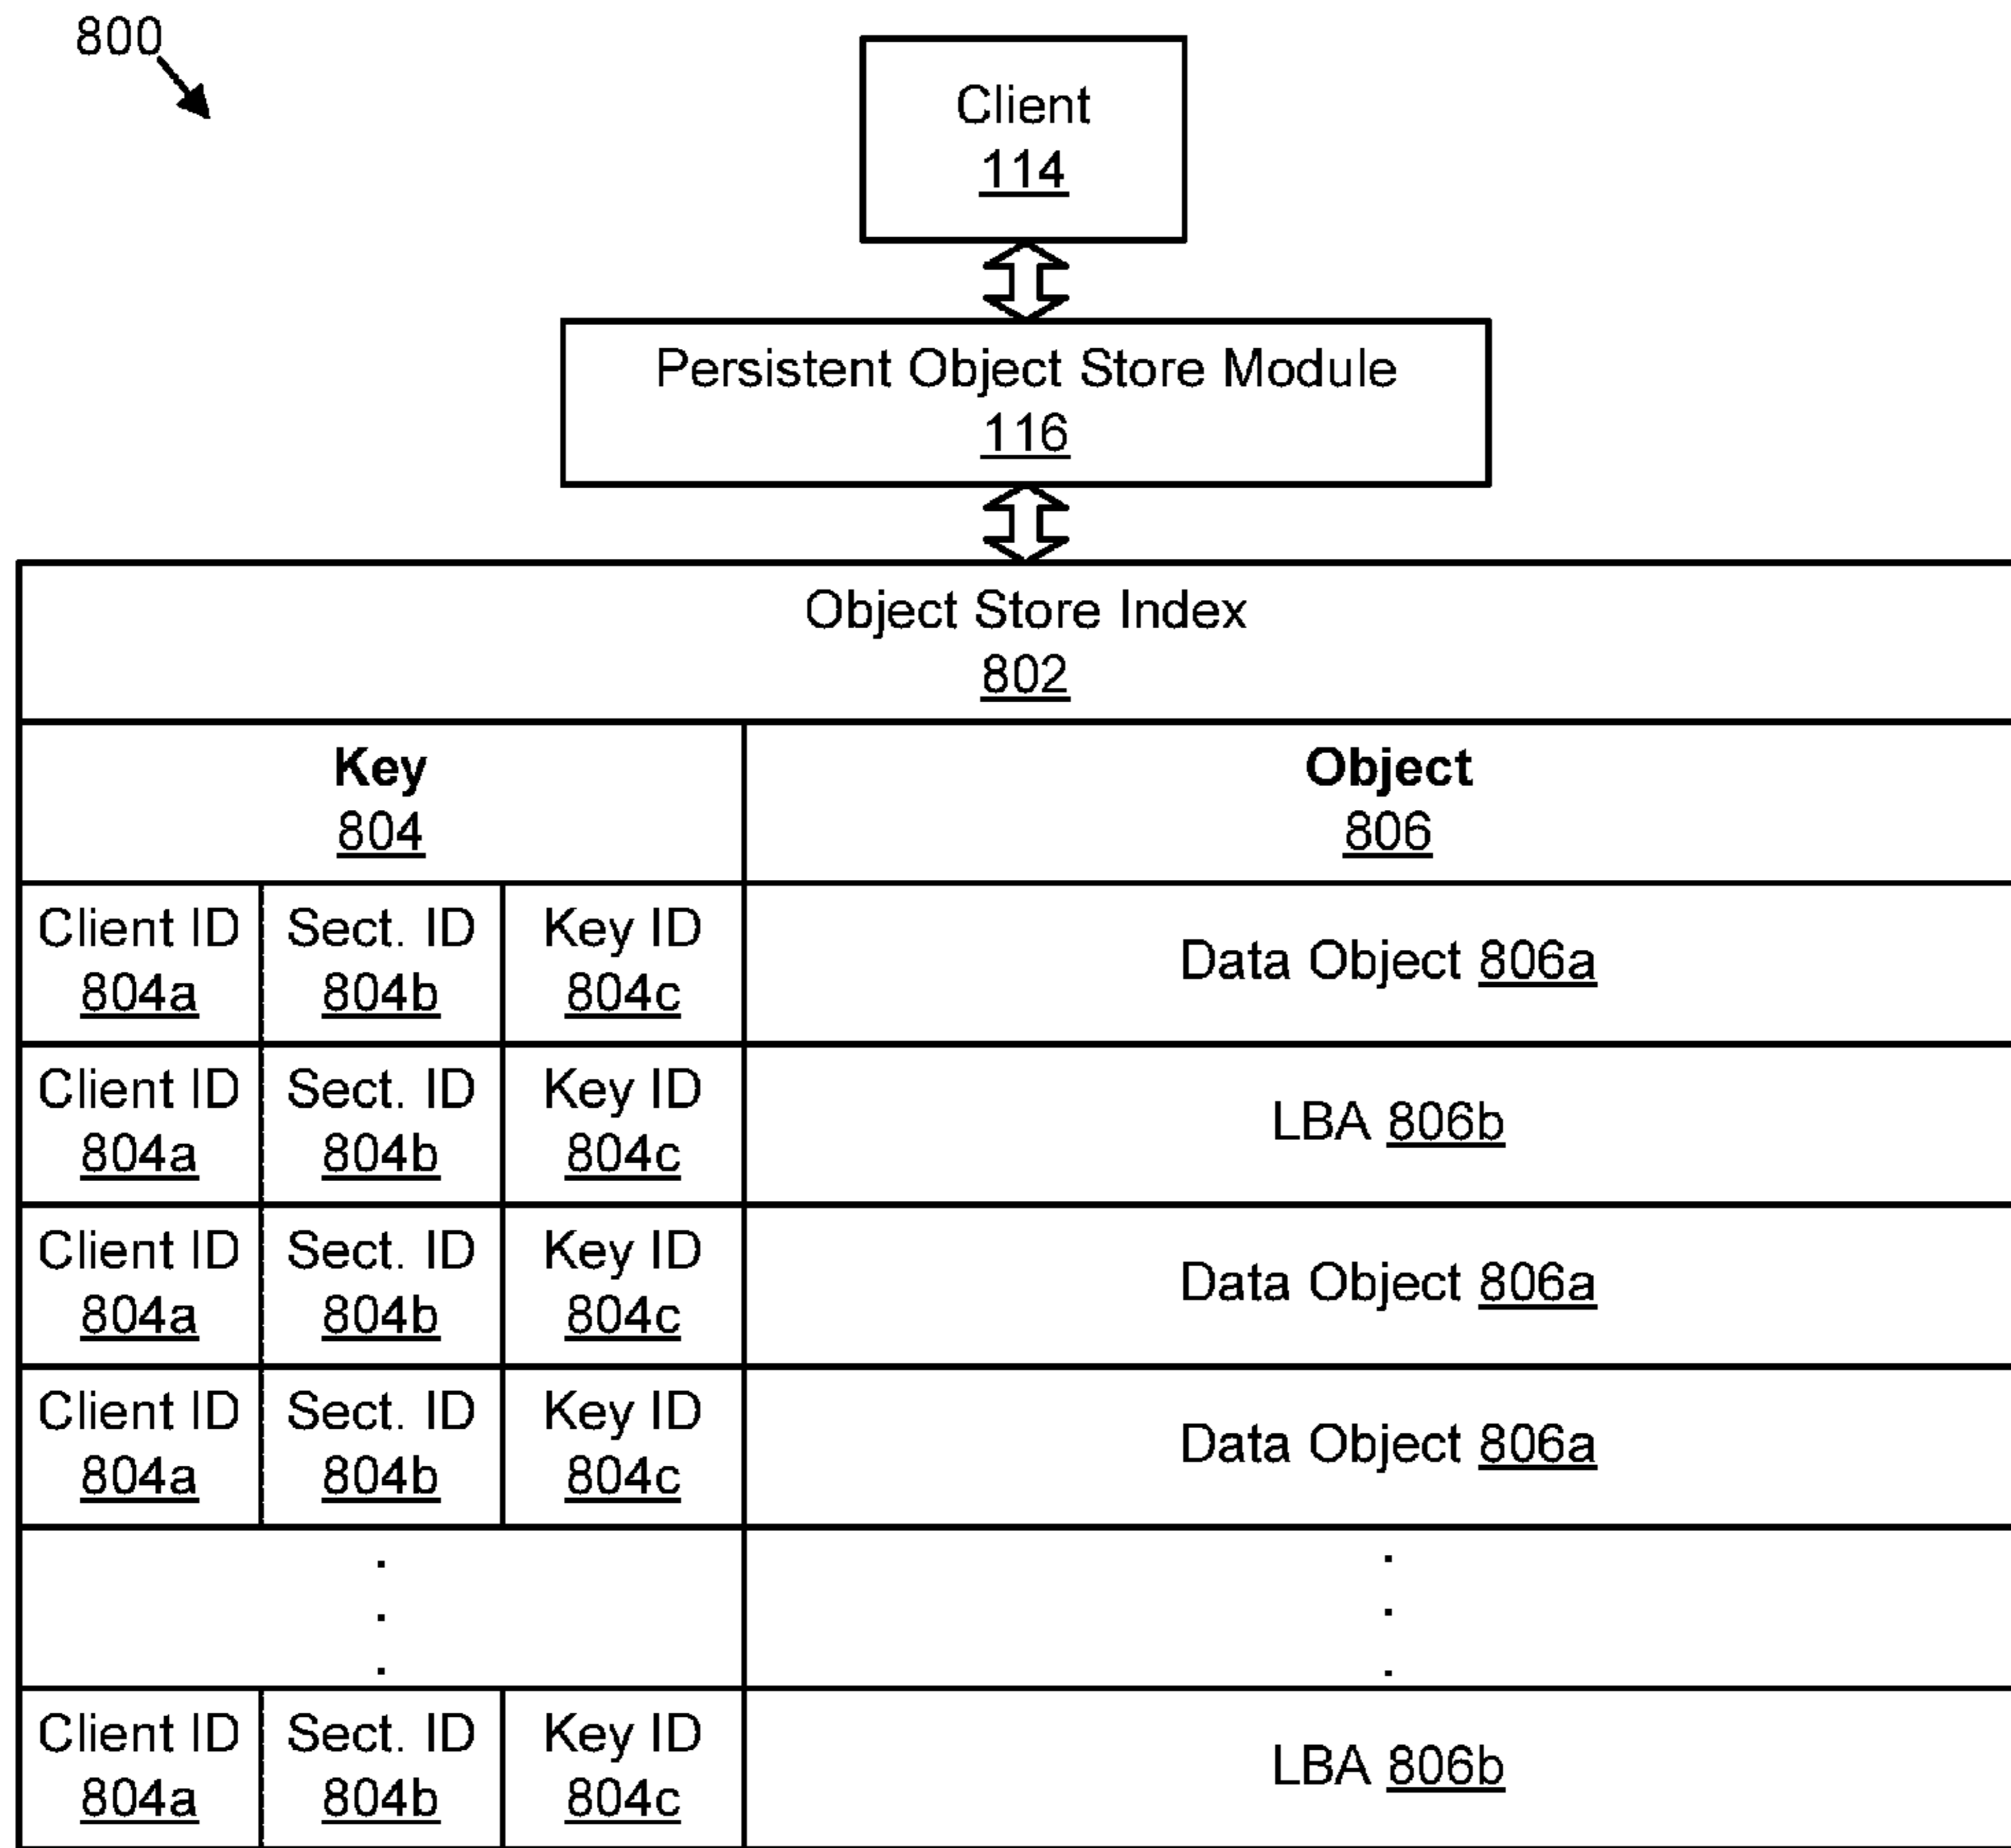 800
Client
114
Persistent Object Store Module
116
Object Store Index
802
Key Object
804 806
Client ID Sect. ID Key ID
804a 804b 804c
Data Object 806a
Client ID Sect. ID Key ID
804a 804b 804c
LBA 806b
Client ID Sect. ID Key ID
804a 804b 804c
Data Object 806a
Client ID Sect. ID Key ID
804a 804b 804c
Data Object 806a
Client ID Sect. ID Key ID
804a 804b 804c
LBA 806b